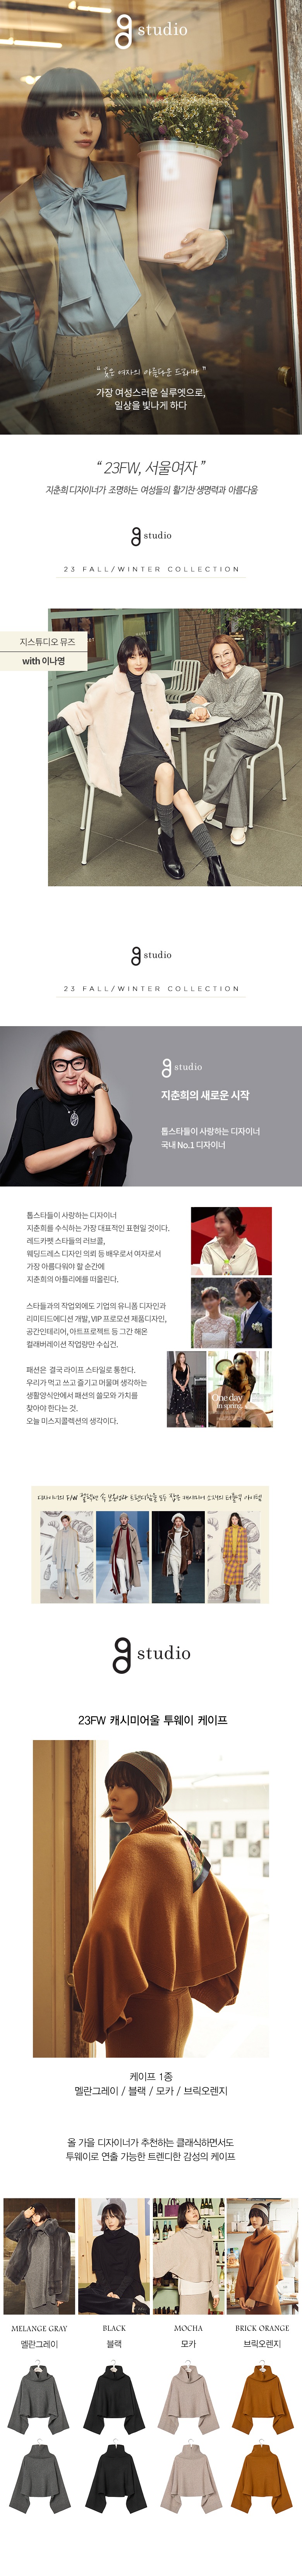 g studio
“ 젊은 여자의 아름다운 드라마 ”
가장 여성스러운 실루엣으로,
일상을 빛나게 하다
“ 23FW, 서울여자 ”
지춘희 디자이너가 조명하는 여성들의 활기찬 생명력과 아름다움
g studio
23 FALL/WINTER COLLECTION
지스튜디오 뮤즈
with 이나영
g studio
23 FALL/WINTER COLLECTION
g studio
지춘희의 새로운 시작
톱스타들이 사랑하는 디자이너
국내 No.1 디자이너
톱스타들이 사랑하는 디자이너
지춘희를 수식하는 가장 대표적인 표현일 것이다.
레드카펫 스타들의 러브콜,
웨딩드레스 디자인 의뢰 등 배우로서 여자로서
가장 아름다워야 할 순간에
지춘희의 아뜰리에를 떠올린다.
스타들과의 작업외에도 기업의 유니폼 디자인과
리미티드에디션 개발, VIP 프로모션 제품디자인,
공간인테리어, 아트프로젝트 등 그간 해온
컬래버레이션 작업량만 수십건.
패션은 결국 라이프 스타일로 통한다.
우리가 먹고 쓰고 즐기고 머물며 생각하는
생활양식안에서 패션의 쓸모와 가치를
찾아야 한다는 것.
오늘 미스지콜렉션의 생각이다.
One day
in spring.
g studio
23FW 캐시미어울 투웨이 케이프
케이프 1종
멜란그레이 / 블랙 / 모카 / 브릭오렌지
올 가을 디자이너가 추천하는 클래식하면서도
투웨이로 연출 가능한 트렌디한 감성의 케이프
MELANGE GRAY
멜란그레이
BLACK
블랙
MOCHA
모카
BRICK ORANGE
브릭오렌지